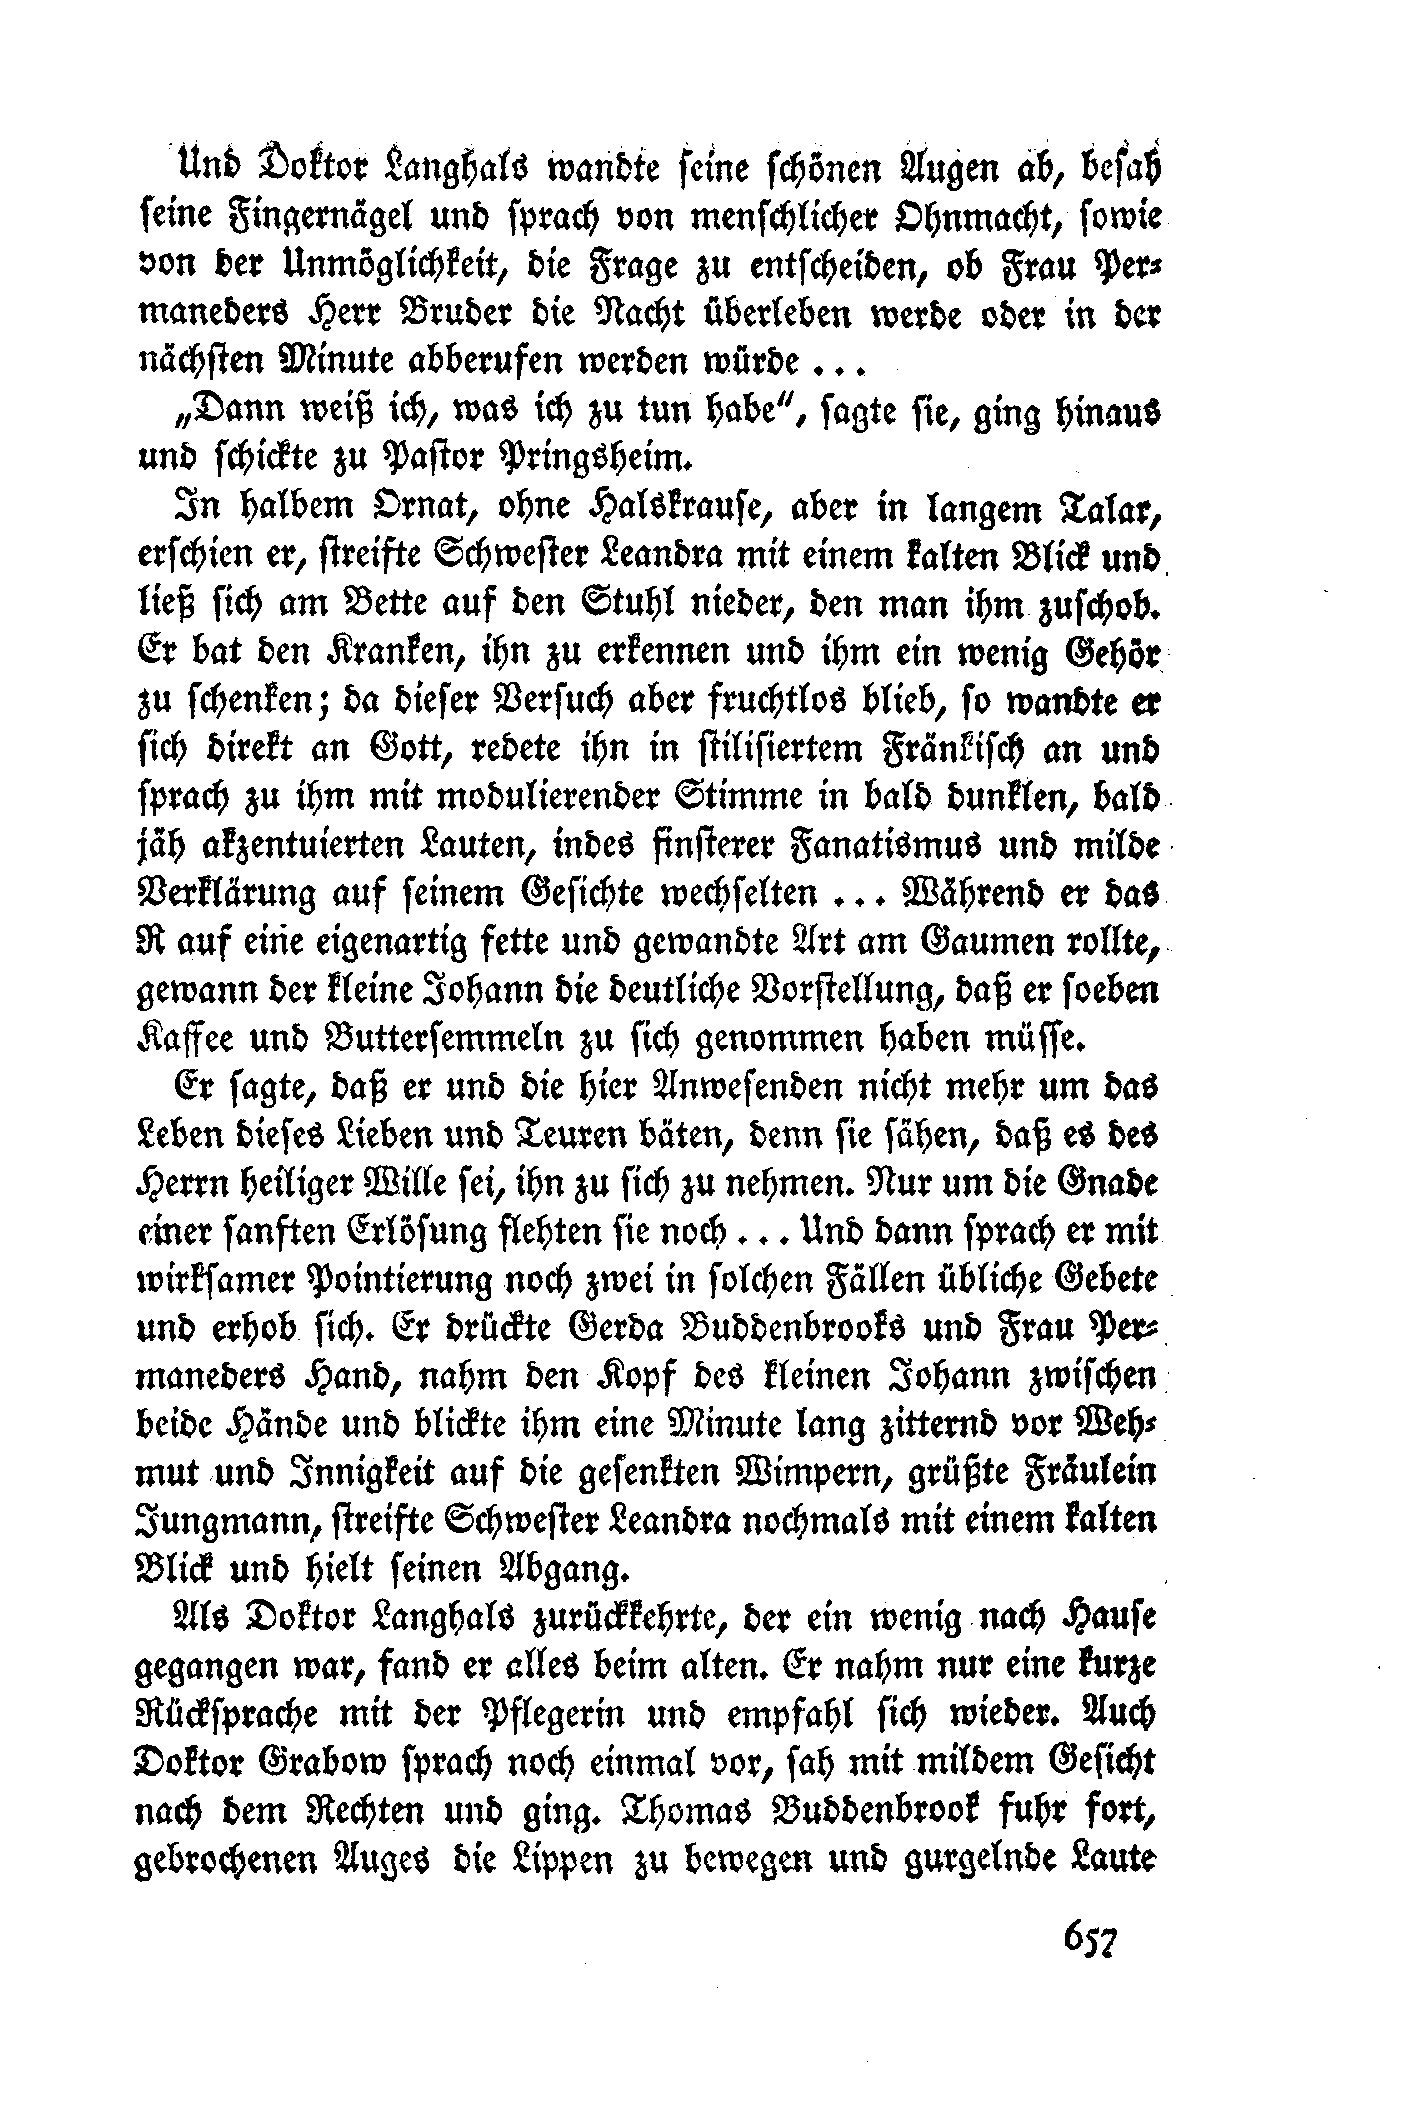 Und Doktor Langhals wandte seine schönen Augen ab, besah
seine Fingernägel und sprach von menschlicher Ohnmacht, sowie
von der Unmöglichkeit, die Frage zu entscheiden, ob Frau Per-
maneders Herr Bruder die Nacht überleben werde oder in der
nächsten Minute abberufen werden würde ...
„Dann weiß ich, was ich zu tun habe“, sagte sie, ging hinaus
und schickte zu Pastor Pringsheim.
In halbem Ornat, ohne Halskrause, aber in langem Talar,
erschien er, streifte Schwester Leandra mit einem kalten Blick und
ließ sich am Bette auf den Stuhl nieder, den man ihm zuschob.
Er bat den Kranken, ihn zu erkennen und ihm ein wenig Gehör
zu schenken; da dieser Versuch aber fruchtlos blieb, so wandte er
sich direkt an Gott, redete ihn in stilisiertem Fränkisch an und
sprach zu ihm mit modulierender Stimme in bald dunklen, bald
jäh akzentuierten Lauten, indes finsterer Fanatismus und milde
Verklärung auf seinem Gesichte wechselten ... Während er das
R auf eine eigenartig fette und gewandte Art am Gaumen rollte,
gewann der kleine Johann die deutliche Vorstellung, daß er soeben
Kaffee und Buttersemmeln zu sich genommen haben müsse.
Er sagte, daß er und die hier Anwesenden nicht mehr um das
Leben dieses Lieben und Teuren bäten, denn sie sähen, daß es des
Herrn heiliger Wille sei, ihn zu sich zu nehmen. Nur um die Gnade
einer sanften Erlösung flehten sie noch ... Und dann sprach er mit
wirksamer Pointierung noch zwei in solchen Fällen übliche Gebete
und erhob sich. Er drückte Gerda Buddenbrooks und Frau Per-
maneders Hand, nahm den Kopf des kleinen Johann zwischen
beide Hände und blickte ihm eine Minute lang zitternd vor Weh-
mut und Innigkeit auf die gesenkten Wimpern, grüßte Fräulein
Jungmann, streifte Schwester Leandra nochmals mit einem kalten
Blick und hielt seinen Abgang.
Als Doktor Langhals zurückkehrte, der ein wenig nach Hause
gegangen war, fand er alles beim alten. Er nahm nur eine kurze
Rücksprache mit der Pflegerin und empfahl sich wieder. Auch
Doktor Grabow sprach noch einmal vor, sah mit mildem Gesicht
nach dem Rechten und ging. Thomas Buddenbrook fuhr fort,
gebrochenen Auges die Lippen zu bewegen und gurgelnde Laute
657